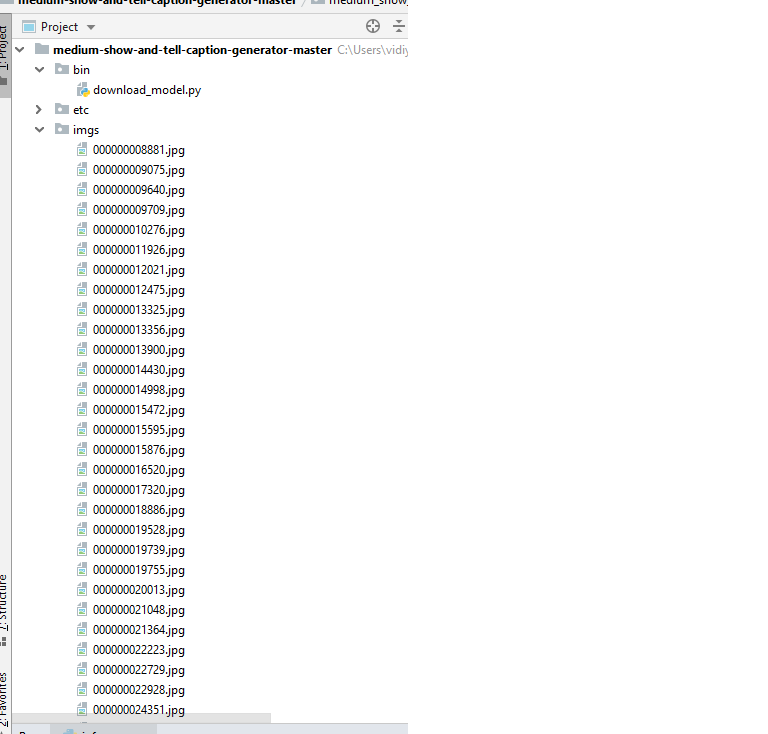 medium-show-and-tell-caption-generator-master
medium_show_
1: Project
Project
medium-show-and-tell-caption-generator-master C:\Users\vidiy
bin
download_model.py
etc
imgs
000000008881.jpg
000000009075.jpg
000000009640.jpg
000000009709.jpg
000000010276.jpg
000000011926.jpg
000000012021.jpg
000000012475.jpg
000000013325.jpg
000000013356.jpg
000000013900.jpg
000000014430.jpg
000000014998.jpg
000000015472.jpg
000000015595.jpg
000000015876.jpg
000000016520.jpg
000000017320.jpg
000000018886.jpg
000000019528.jpg
000000019739.jpg
000000019755.jpg
000000020013.jpg
000000021048.jpg
000000021364.jpg
000000022223.jpg
000000022729.jpg
000000022928.jpg
000000024351.jpg
7: Structure
2: Favorites